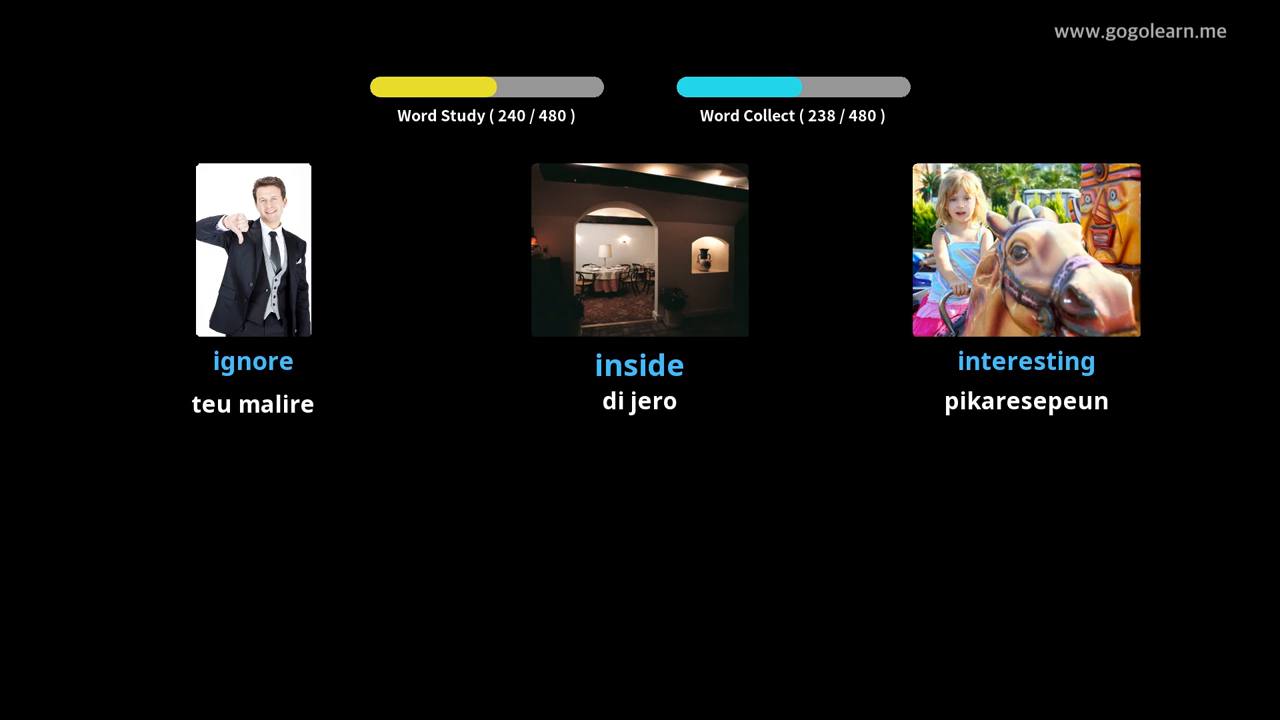 www.gogolearn.me
Word Study ( 240 / 480 )
Word Collect ( 238 / 480 )
ignore
inside
interesting
teu malire
di jero
pikaresepeun